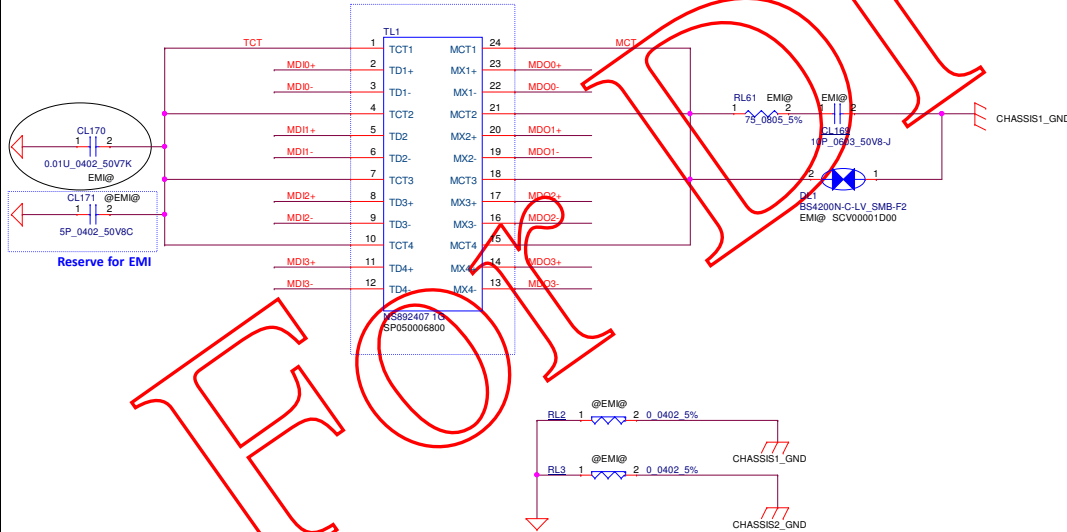 TL1
TCT
MCT
1 TCT1 MCT1 24
MDI0+ 2 TD1+ MX1+ 23 MDO0+
MDI0- 3 TD1- MX1- 22 MDO0-
4 TCT2 MCT2 21
MDI1+ 5 TD2 MX2+ 20 MDO1+
MDI1- 6 TD2- MX2- 19 MDO1-
7 TCT3 MCT3 18
MDI2+ 8 TD3+ MX3+ 17 MDO2+
MDI2- 9 TD3- MX3- 16 MDO2-
10 TCT4 MCT4 15
MDI3+ 11 TD4+ MX4+ 14 MDO3+
MDI3- 12 TD4- MX4- 13 MDO3-
NS892407 1G
SP050006800
CL170
1 2
0.01U_0402_50V7K
EMI@
CL171 @EMI@
1 2
5P_0402_50V8C
Reserve for EMI
RL61 EMI@
1 2
75_0805_5%
EMI@
1 2
CL169
10P_0603_50V8-J
CHASSIS1_GND
2 1
DL1
BS4200N-C-LV_SMB-F2
EMI@ SCV00001D00
@EMI@
RL2 1 2 0_0402_5%
CHASSIS1_GND
@EMI@
RL3 1 2 0_0402_5%
CHASSIS2_GND
For